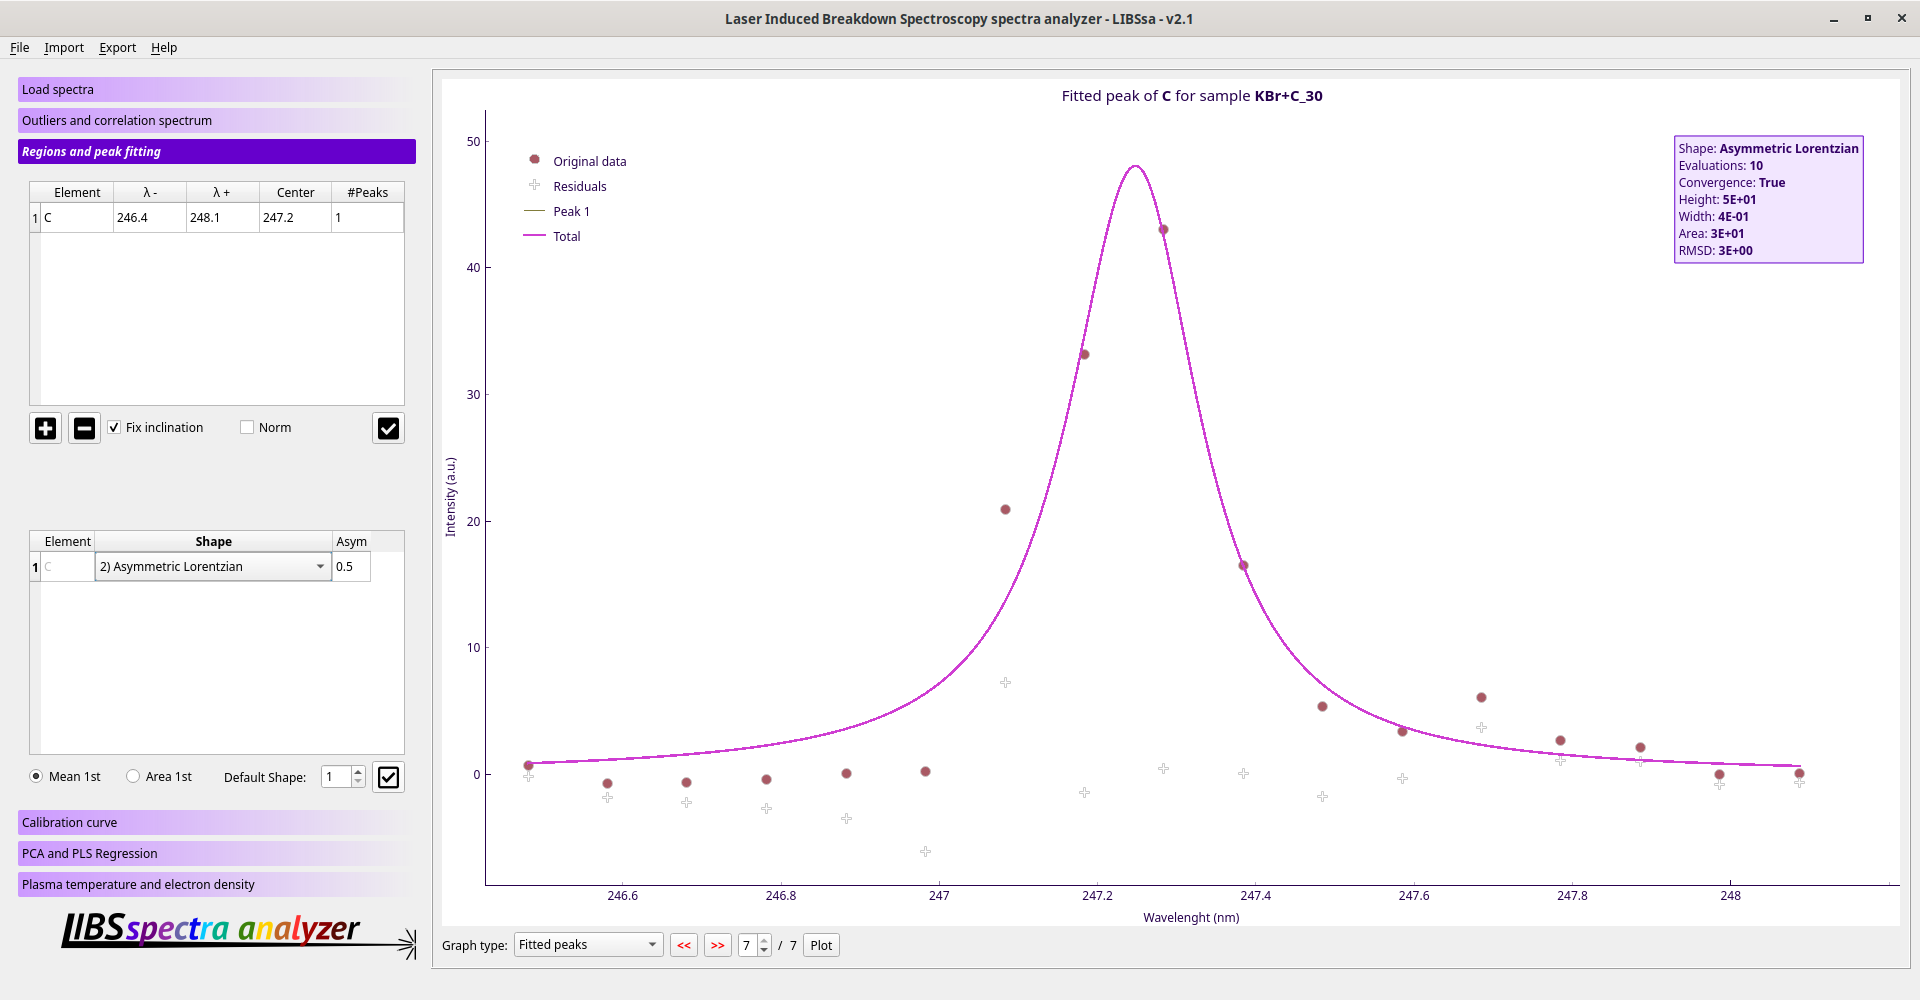 Laser Induced Breakdown Spectroscopy spectra analyzer - LIBSsa - v2.1
File Import Export Help
Load spectra
Outliers and correlation spectrum
Regions and peak fitting
Element λ - λ + Center #Peaks
1 C 246.4 248.1 247.2 1
Fix inclination Norm
Element Shape Asym
1 C 2) Asymmetric Lorentzian 0.5
Mean 1st Area 1st Default Shape: 1
Calibration curve
PCA and PLS Regression
Plasma temperature and electron density
LIBSspectra analyzer
Fitted peak of C for sample KBr+C_30
Original data
Residuals
Peak 1
Total
Shape: Asymmetric Lorentzian
Evaluations: 10
Convergence: True
Height: 5E+01
Width: 4E-01
Area: 3E+01
RMSD: 3E+00
50
40
30
20
10
0
Intensity (a.u.)
246.6 246.8 247 247.2 247.4 247.6 247.8 248
Wavelenght (nm)
Graph type: Fitted peaks << >> 7 / 7 Plot